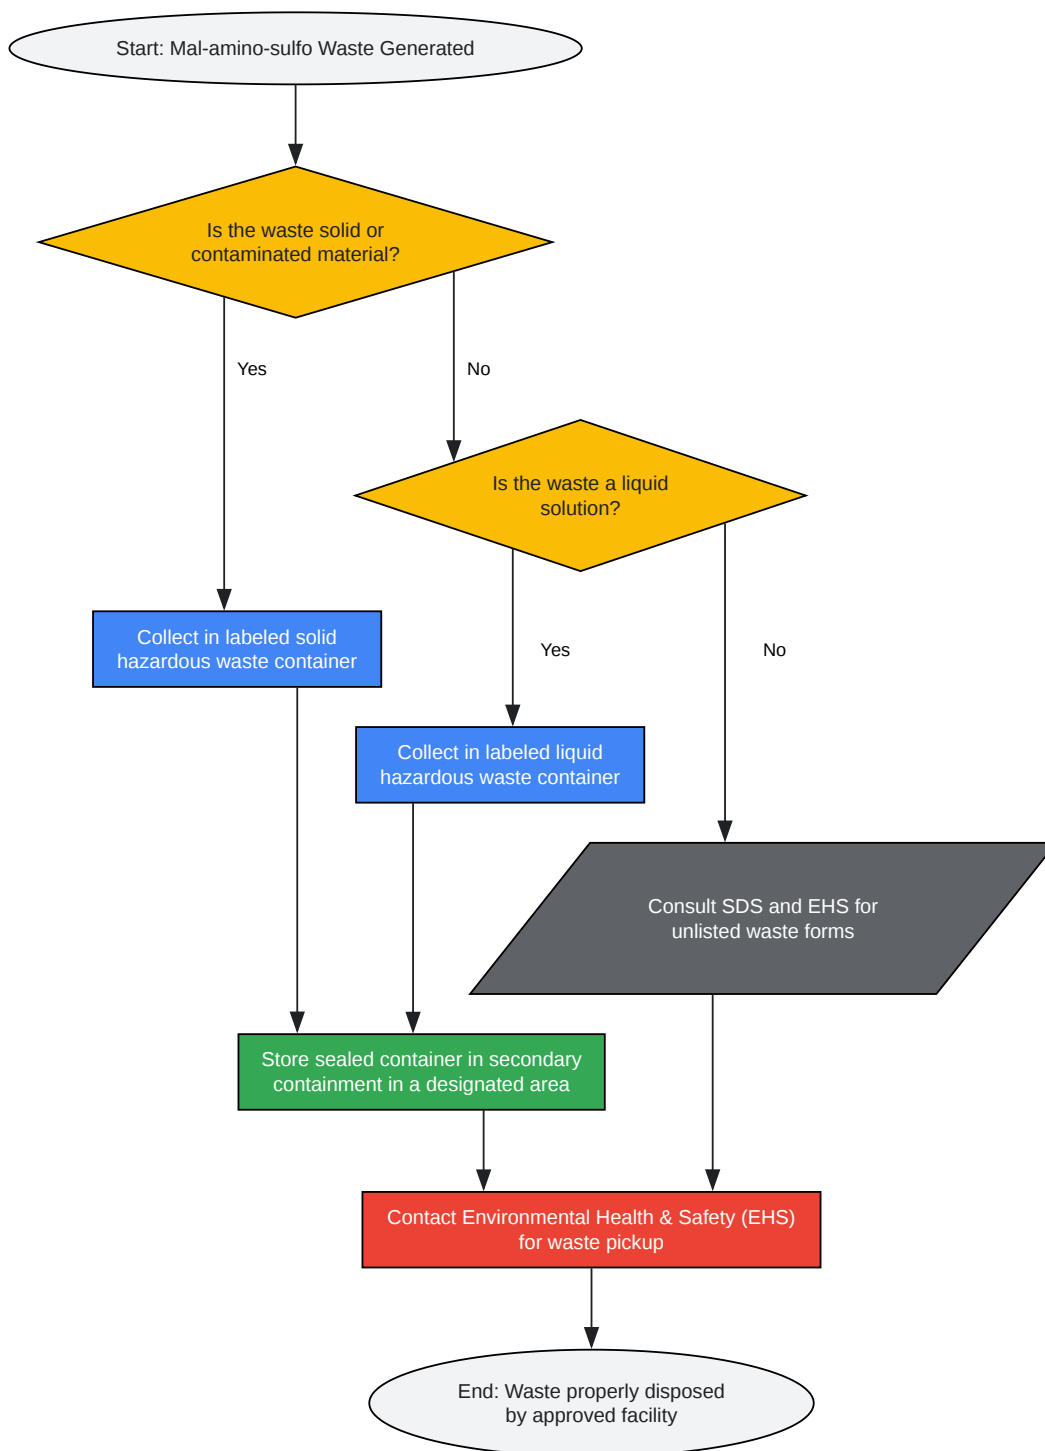 Start: Mal-amino-sulfo Waste Generated
Is the waste solid or
contaminated material?
Yes
No
Is the waste a liquid
solution?
Collect in labeled solid
hazardous waste container
Yes
No
Collect in labeled liquid
hazardous waste container
Consult SDS and EHS for
unlisted waste forms
Store sealed container in secondary
containment in a designated area
Contact Environmental Health & Safety (EHS)
for waste pickup
End: Waste properly disposed
by approved facility